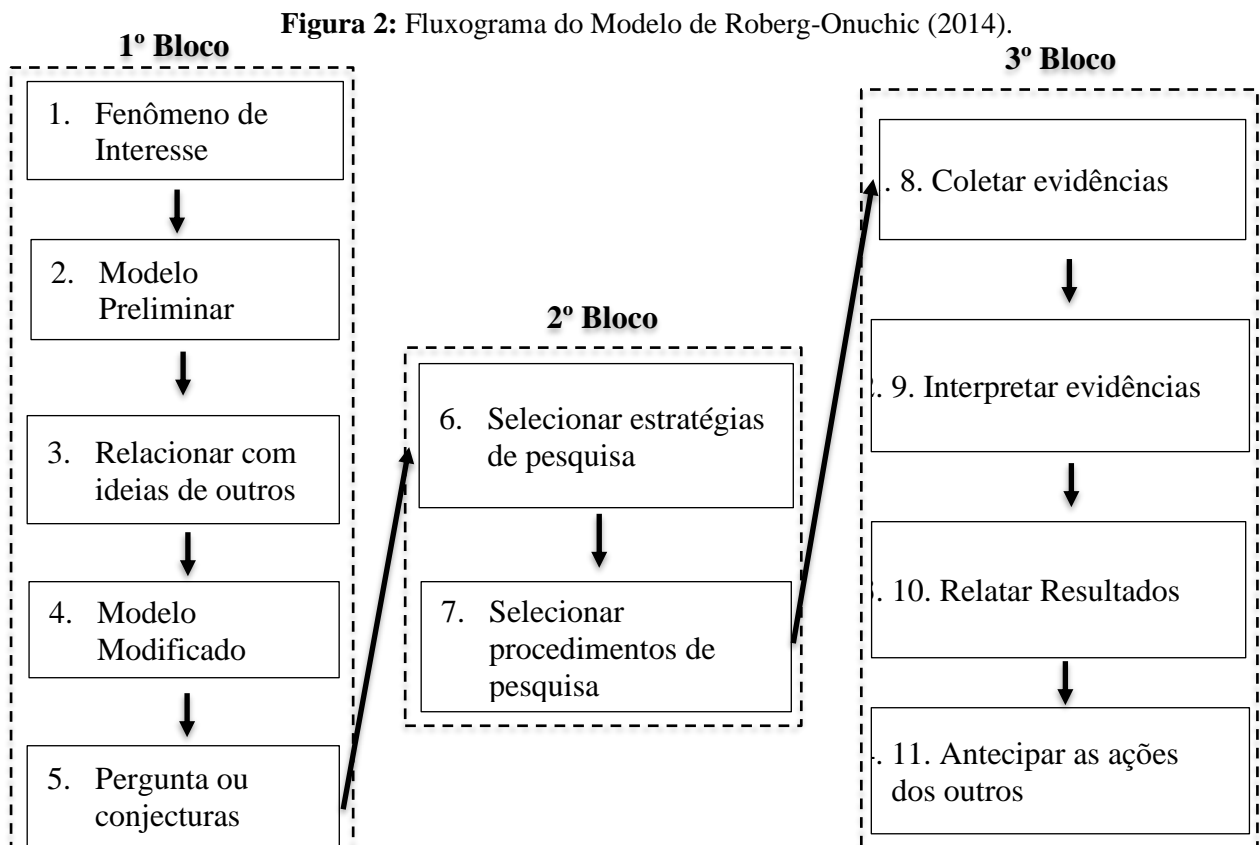 Figura 2: Fluxograma do Modelo de Roberg-Onuchic (2014).
1º Bloco
1. Fenômeno de
Interesse
2. Modelo
Preliminar
3. Relacionar com
ideias de outros
4. Modelo
Modificado
5. Pergunta ou
conjecturas
2º Bloco
6. Selecionar estratégias
de pesquisa
7. Selecionar
procedimentos de
pesquisa
3º Bloco
8. Coletar evidências
9. Interpretar evidências
10. Relatar Resultados
11. Antecipar as ações
dos outros